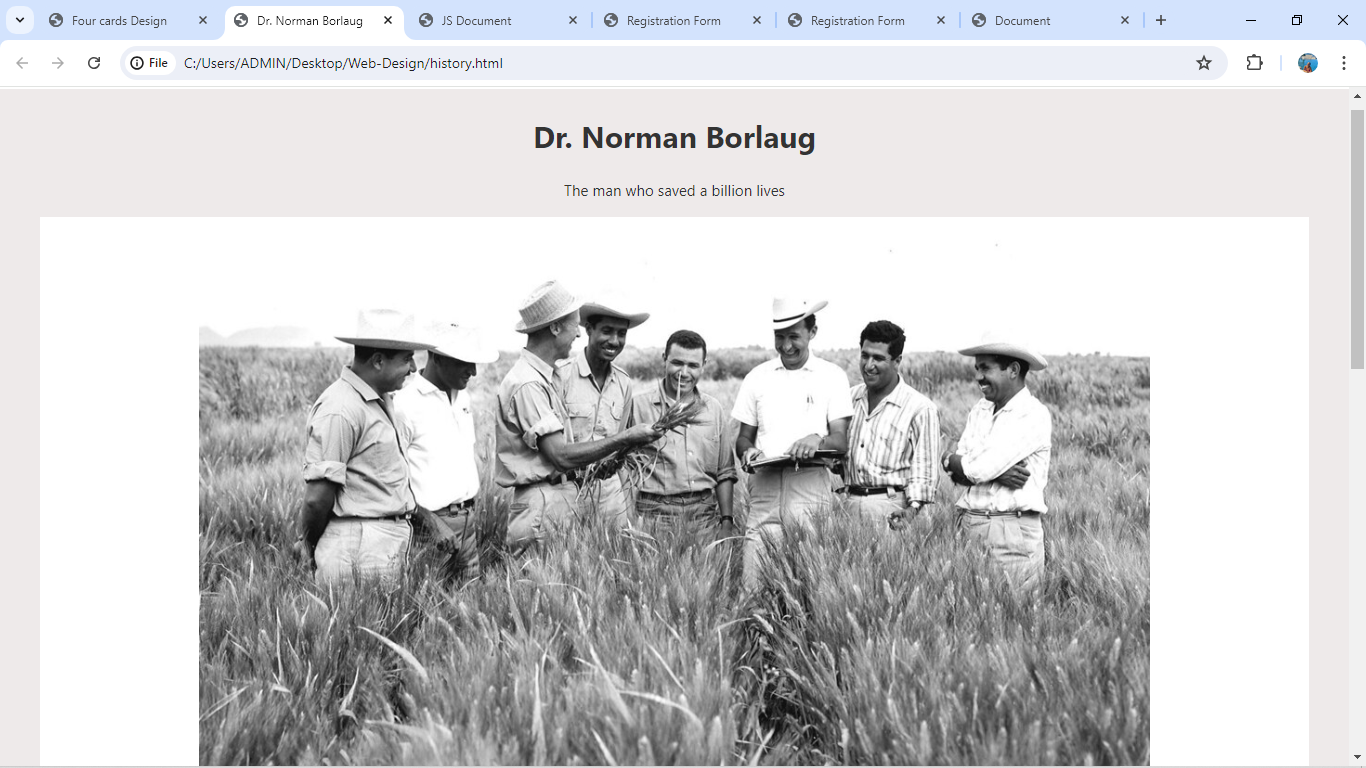 Four cards Design
Dr. Norman Borlaug
JS Document
Registration Form
Registration Form
Document
File
C:/Users/ADMIN/Desktop/Web-Design/history.html
Dr. Norman Borlaug
The man who saved a billion lives